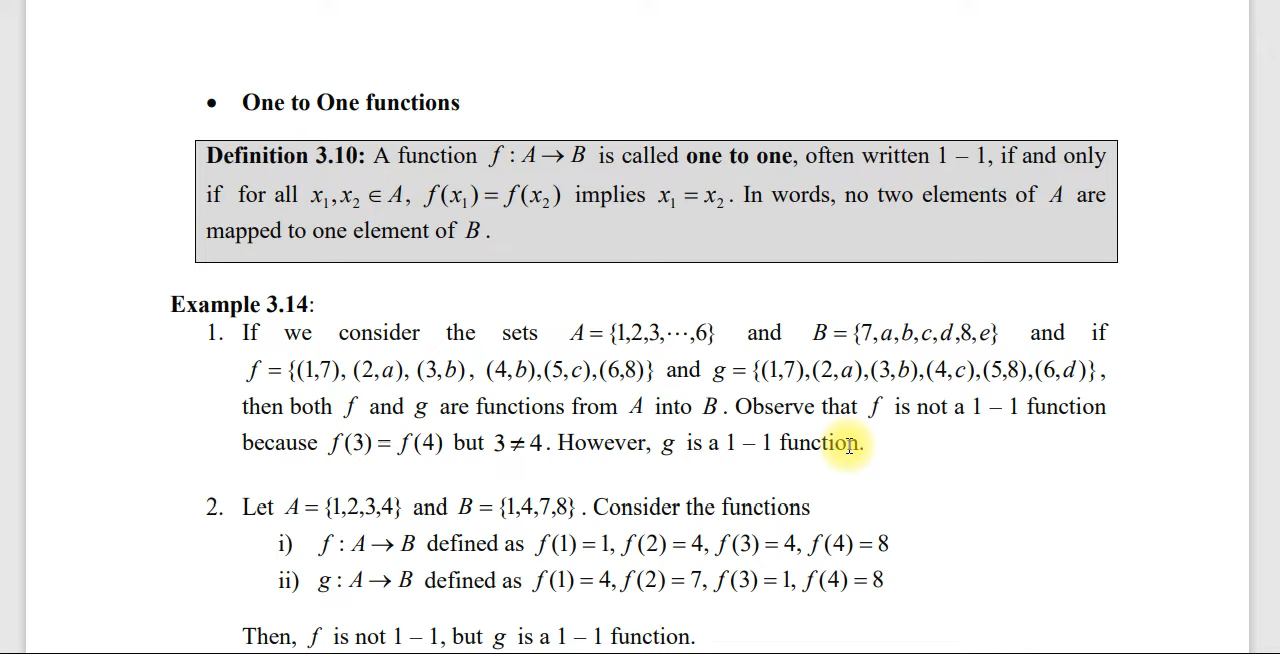 • One to One functions
Definition 3.10: A function f : A → B is called one to one, often written 1 – 1, if and only
if for all x₁,x₂ ∈ A, f(x₁) = f(x₂) implies x₁ = x₂. In words, no two elements of A are
mapped to one element of B.
Example 3.14:
1. If we consider the sets A = {1,2,3,⋯,6} and B = {7,a,b,c,d,8,e} and if
f = {(1,7), (2,a), (3,b), (4,b),(5,c),(6,8)} and g = {(1,7),(2,a),(3,b),(4,c),(5,8),(6,d)},
then both f and g are functions from A into B. Observe that f is not a 1 – 1 function
because f(3) = f(4) but 3 ≠ 4. However, g is a 1 – 1 function.
2. Let A = {1,2,3,4} and B = {1,4,7,8}. Consider the functions
i) f : A → B defined as f(1) = 1, f(2) = 4, f(3) = 4, f(4) = 8
ii) g : A → B defined as f(1) = 4, f(2) = 7, f(3) = 1, f(4) = 8
Then, f is not 1 – 1, but g is a 1 – 1 function.